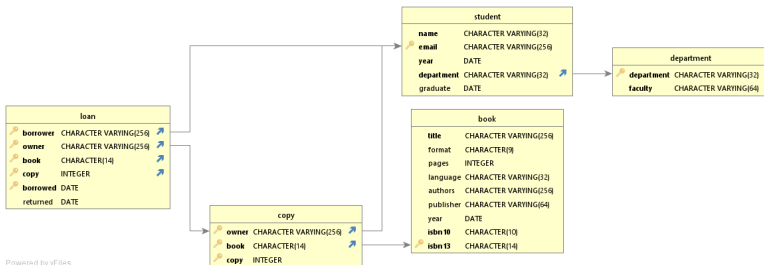 student
name CHARACTER VARYING(32)
email CHARACTER VARYING(256)
year DATE
department CHARACTER VARYING(32)
graduate DATE
department
department CHARACTER VARYING(32)
faculty CHARACTER VARYING(64)
loan
borrower CHARACTER VARYING(256)
owner CHARACTER VARYING(256)
book CHARACTER(14)
copy INTEGER
borrowed DATE
returned DATE
book
title CHARACTER VARYING(256)
format CHARACTER(9)
pages INTEGER
language CHARACTER VARYING(32)
authors CHARACTER VARYING(256)
publisher CHARACTER VARYING(64)
year DATE
isbn10 CHARACTER(10)
isbn13 CHARACTER(14)
copy
owner CHARACTER VARYING(256)
book CHARACTER(14)
copy INTEGER
Powered by yFiles